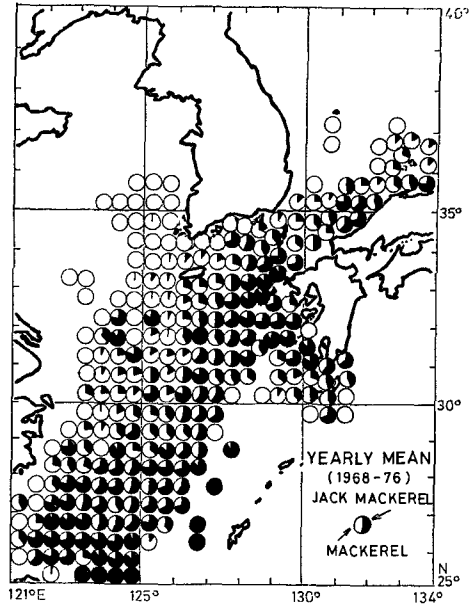 40°
35°
30°
YEARLY MEAN
(1968-76)
JACK MACKEREL
MACKEREL
N
25°
121°E
125°
130°
134°